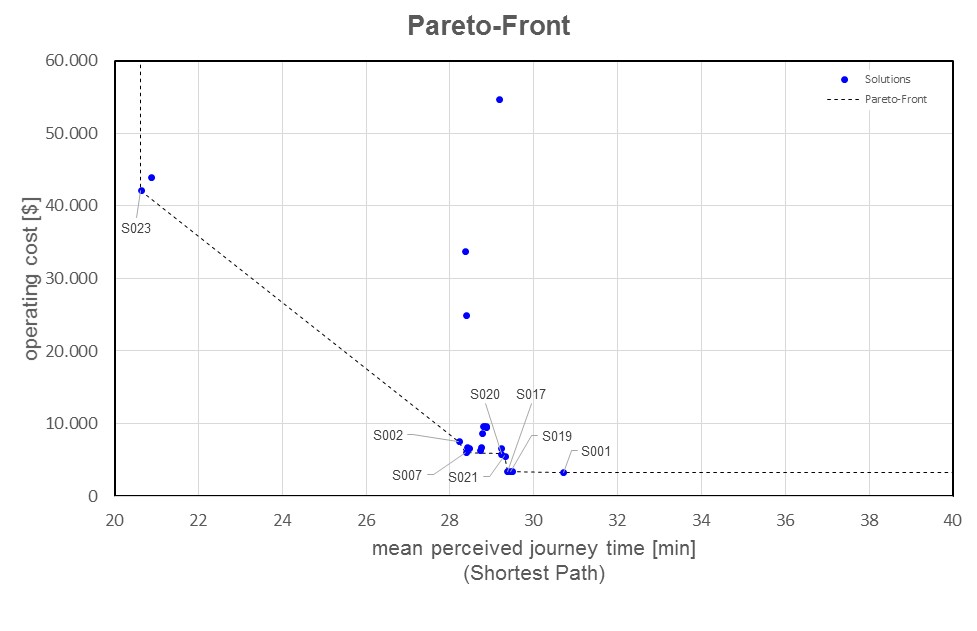 Pareto-Front
60.000
50.000
40.000
30.000
20.000
10.000
0
operating cost [$]
Solutions
Pareto-Front
S023
S020
S017
S002
S019
S001
S007
S021
20 22 24 26 28 30 32 34 36 38 40
mean perceived journey time [min]
(Shortest Path)